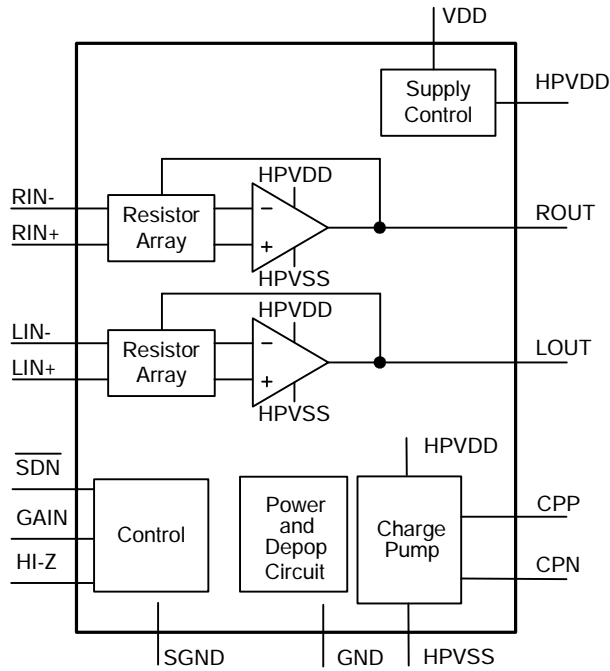 VDD
Supply
Control
HPVDD
HPVDD
RIN-
RIN+
Resistor
Array
−
+
ROUT
HPVSS
HPVDD
LIN-
LIN+
Resistor
Array
−
+
LOUT
HPVSS
HPVDD
SDN
GAIN
HI-Z
Control
Power
and
Depop
Circuit
Charge
Pump
CPP
CPN
SGND
GND
HPVSS